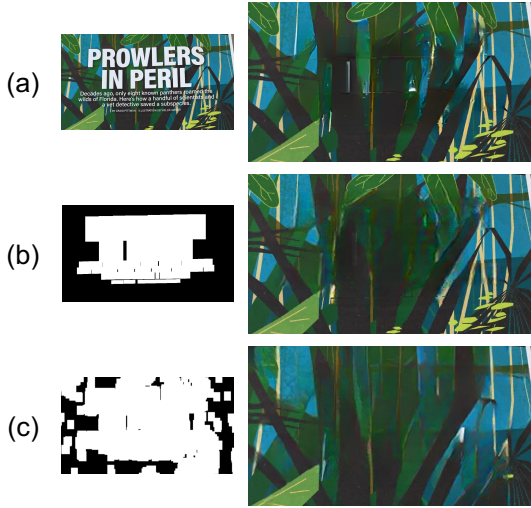 (a)
PROWLERS
IN PERIL
Decades ago, only eight known panthers roamed the
wilds of Florida. Here's how a handful of scientists and
a vet detective saved a subspecies.
(b)
(c)